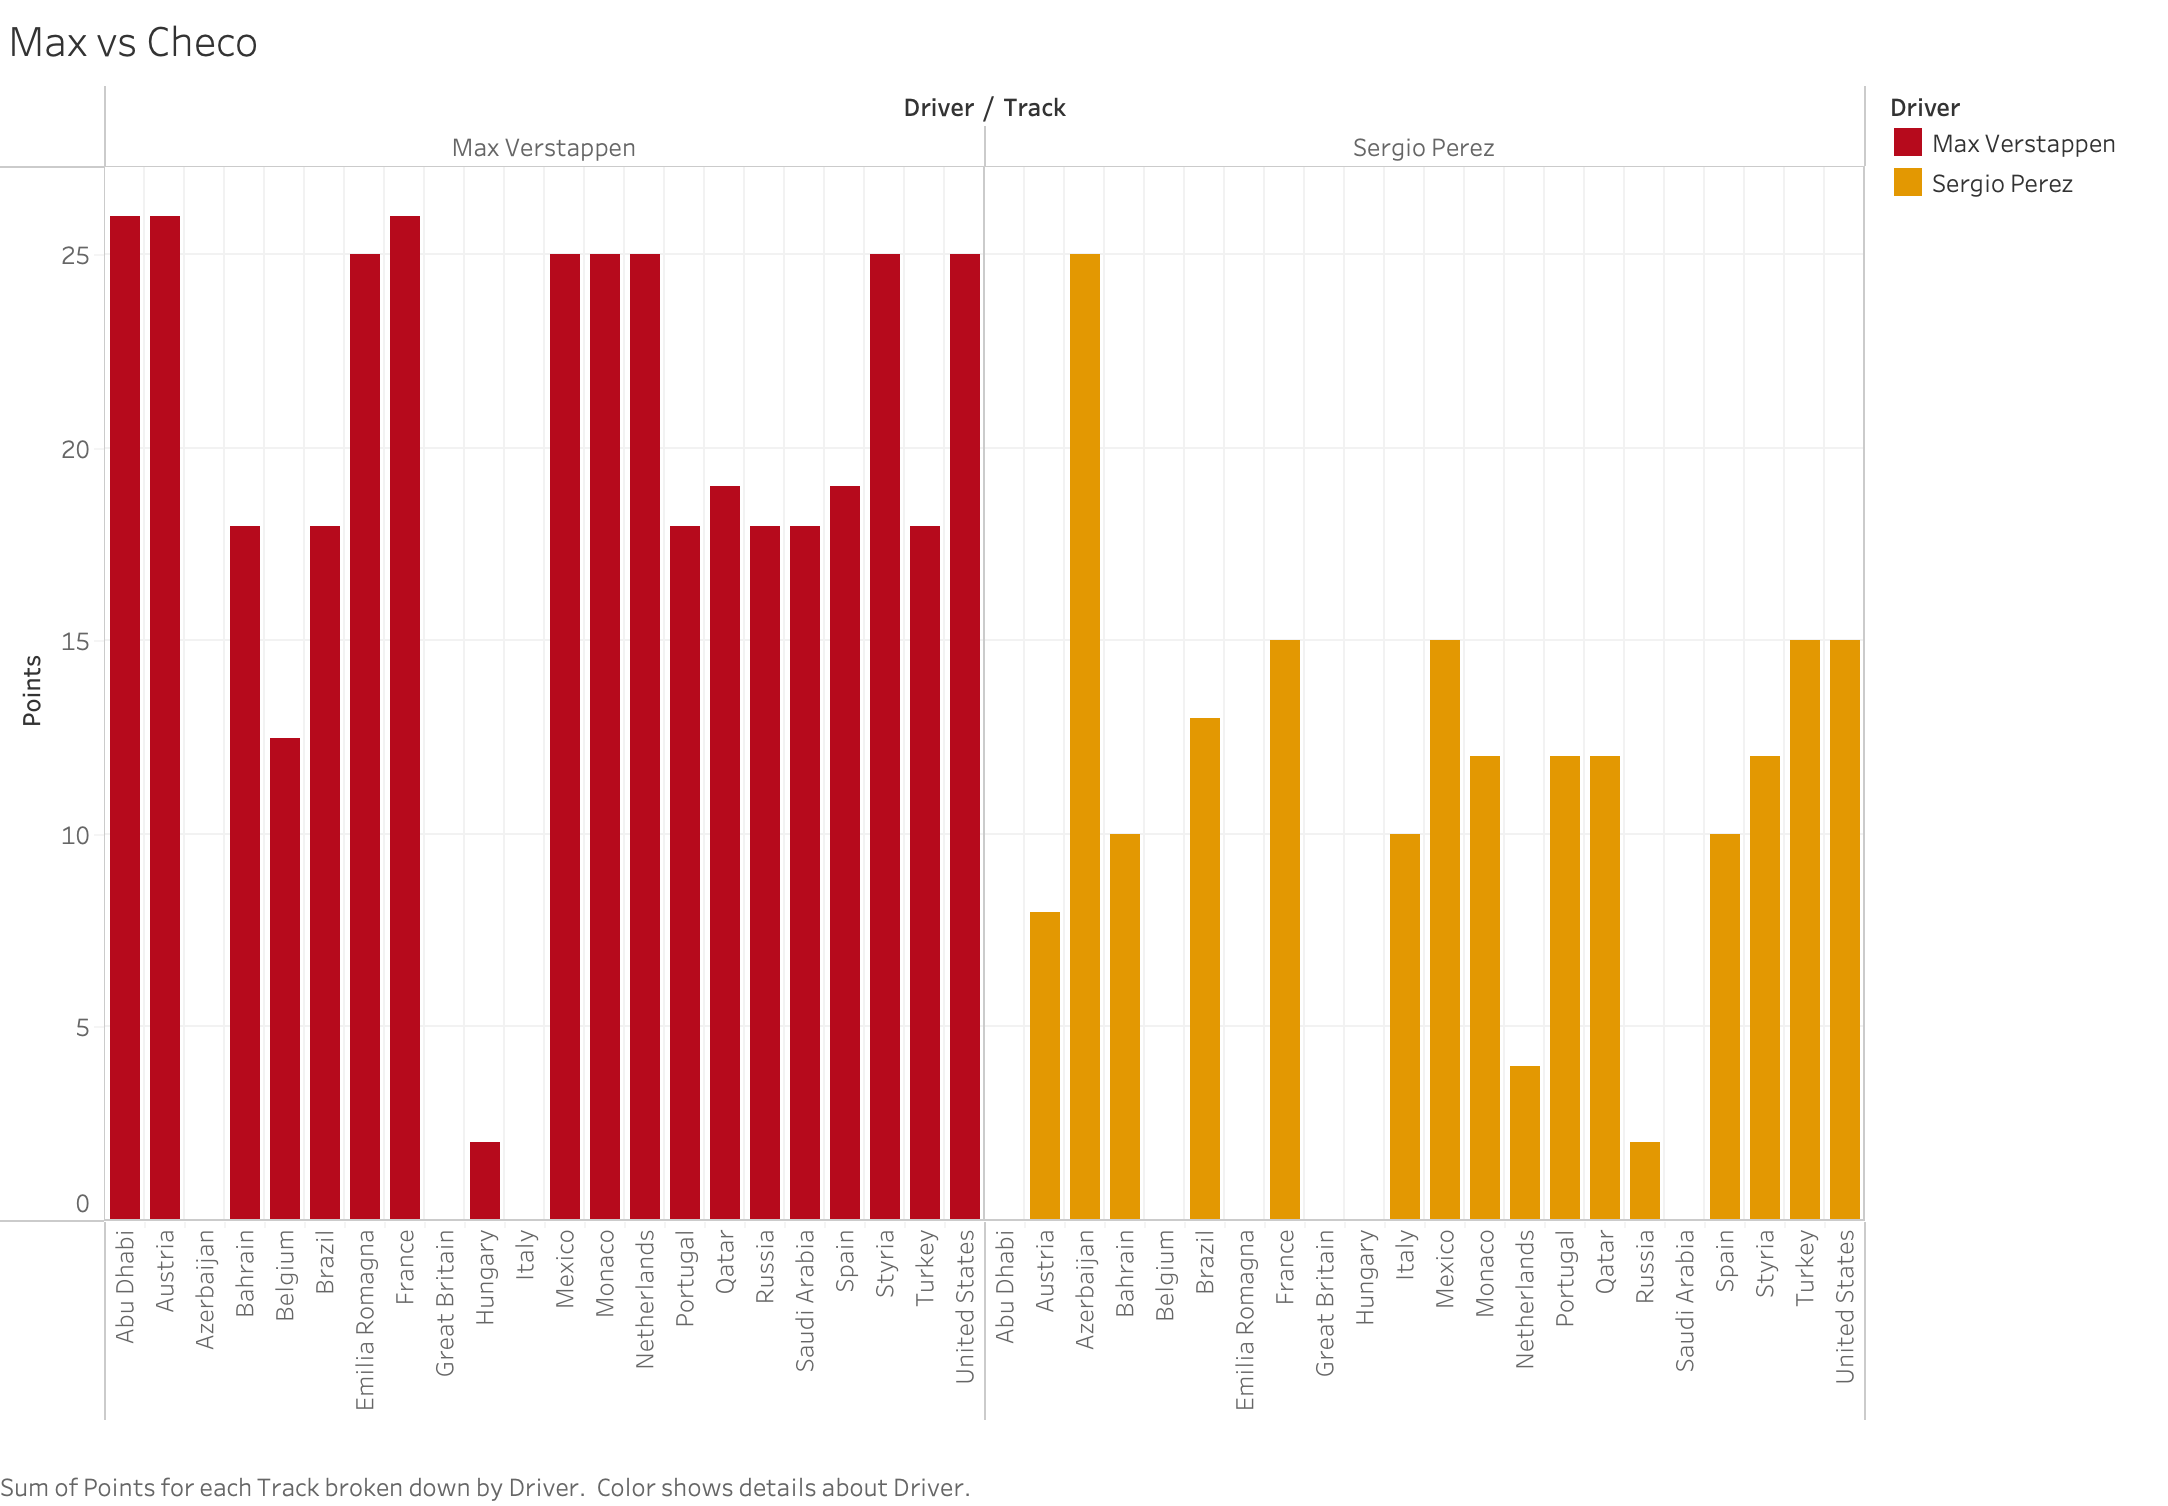 Max vs Checo
Driver / Track
Max Verstappen
Sergio Perez
Driver
Max Verstappen
Sergio Perez
Points
25
20
15
10
5
0
Abu Dhabi
Austria
Azerbaijan
Bahrain
Belgium
Brazil
Emilia Romagna
France
Great Britain
Hungary
Italy
Mexico
Monaco
Netherlands
Portugal
Qatar
Russia
Saudi Arabia
Spain
Styria
Turkey
United States
Abu Dhabi
Austria
Azerbaijan
Bahrain
Belgium
Brazil
Emilia Romagna
France
Great Britain
Hungary
Italy
Mexico
Monaco
Netherlands
Portugal
Qatar
Russia
Saudi Arabia
Spain
Styria
Turkey
United States
Sum of Points for each Track broken down by Driver.  Color shows details about Driver.